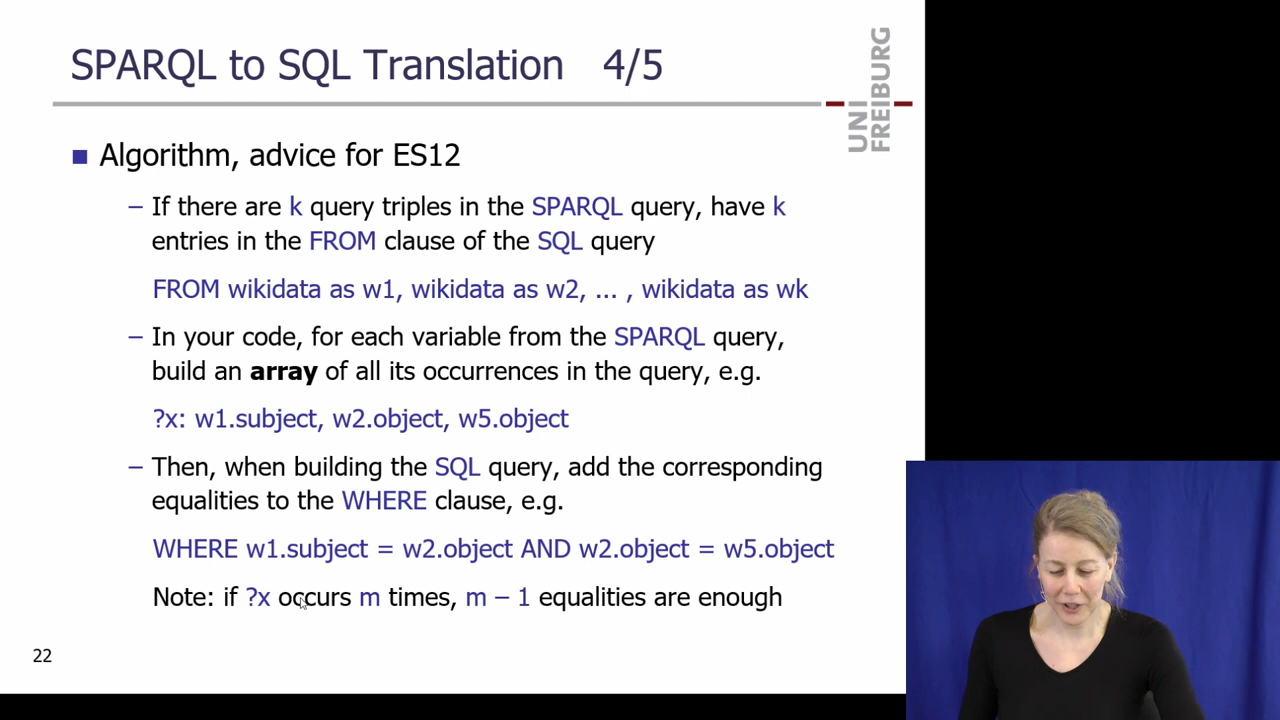 SPARQL to SQL Translation 4/5
UNI
FREIBURG
■ Algorithm, advice for ES12
– If there are k query triples in the SPARQL query, have k
entries in the FROM clause of the SQL query
FROM wikidata as w1, wikidata as w2, ... , wikidata as wk
– In your code, for each variable from the SPARQL query,
build an array of all its occurrences in the query, e.g.
?x: w1.subject, w2.object, w5.object
– Then, when building the SQL query, add the corresponding
equalities to the WHERE clause, e.g.
WHERE w1.subject = w2.object AND w2.object = w5.object
Note: if ?x occurs m times, m – 1 equalities are enough
22